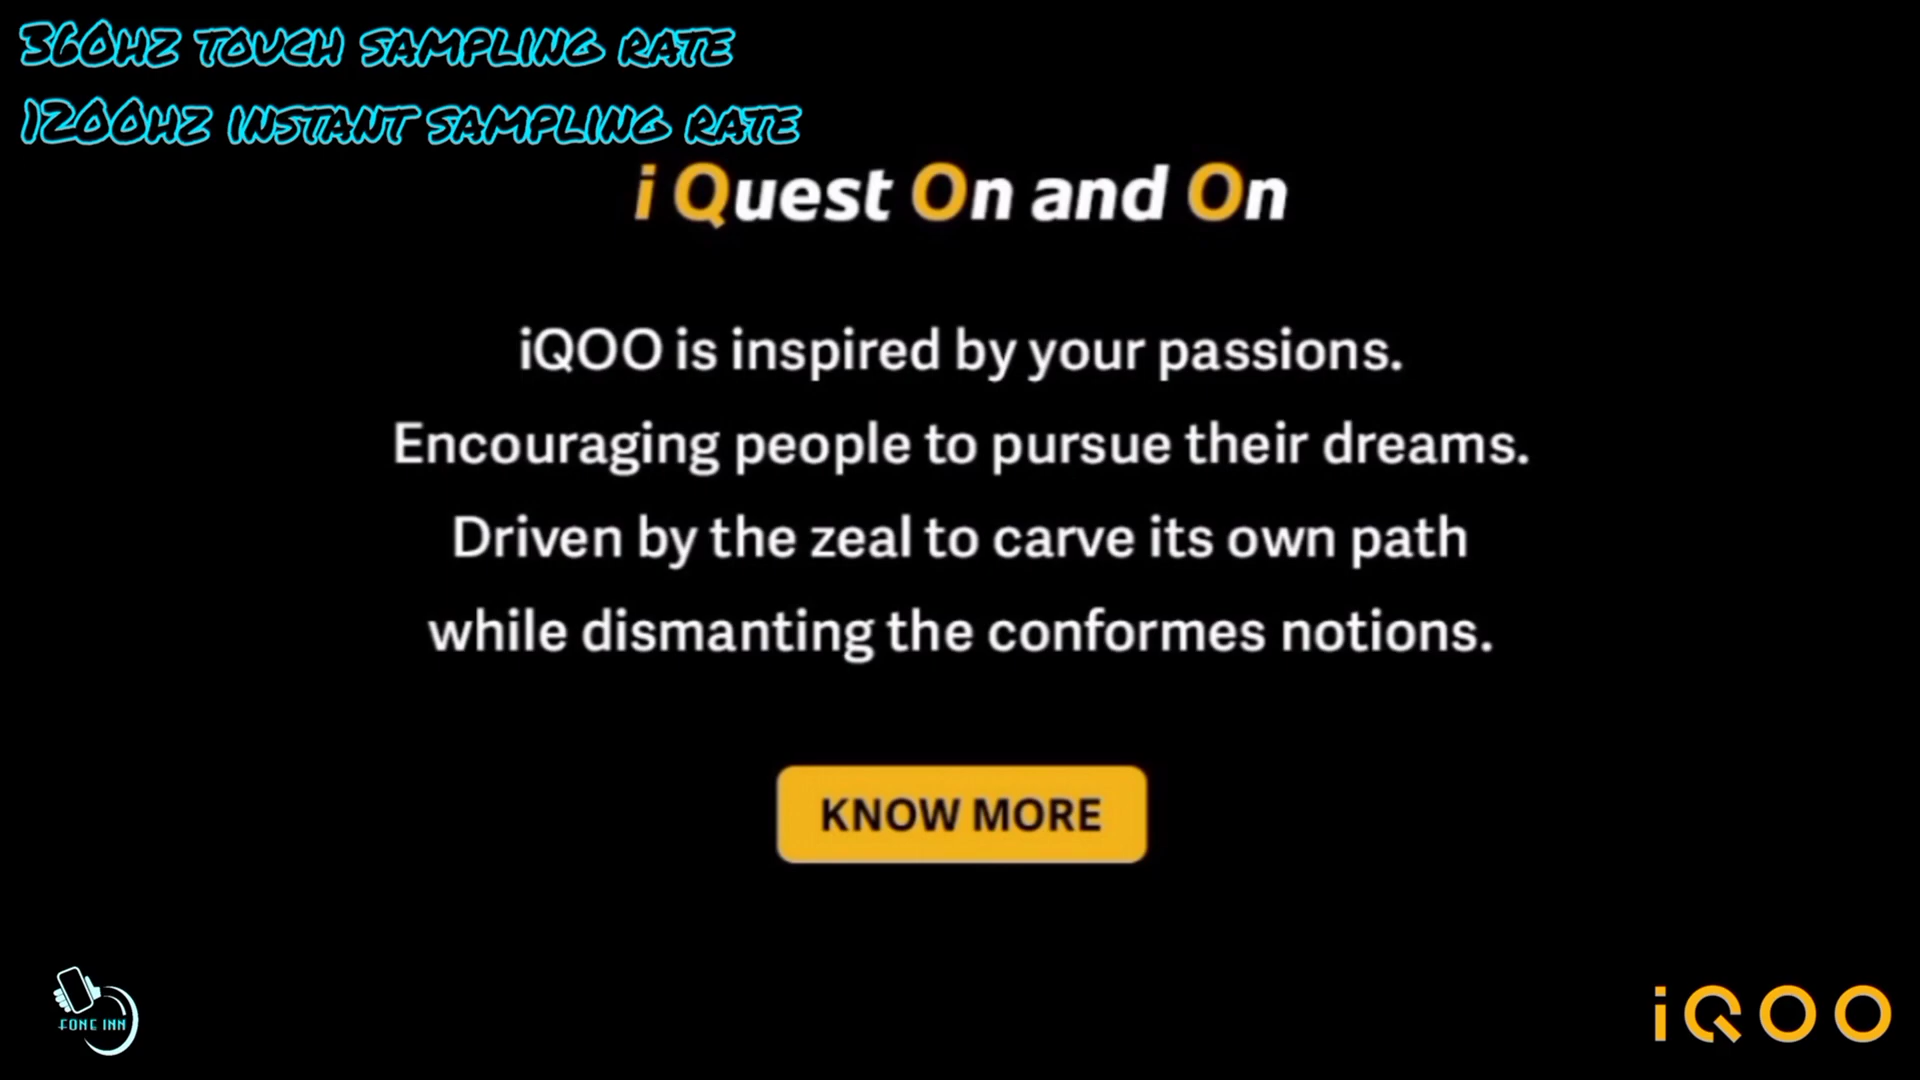 360HZ TOUCH SAMPLING RATE
1200HZ INSTANT SAMPLING RATE
i Quest On and On
iQOO is inspired by your passions.
Encouraging people to pursue their dreams.
Driven by the zeal to carve its own path
while dismanting the conformes notions.
KNOW MORE
FONE INN
iQOO